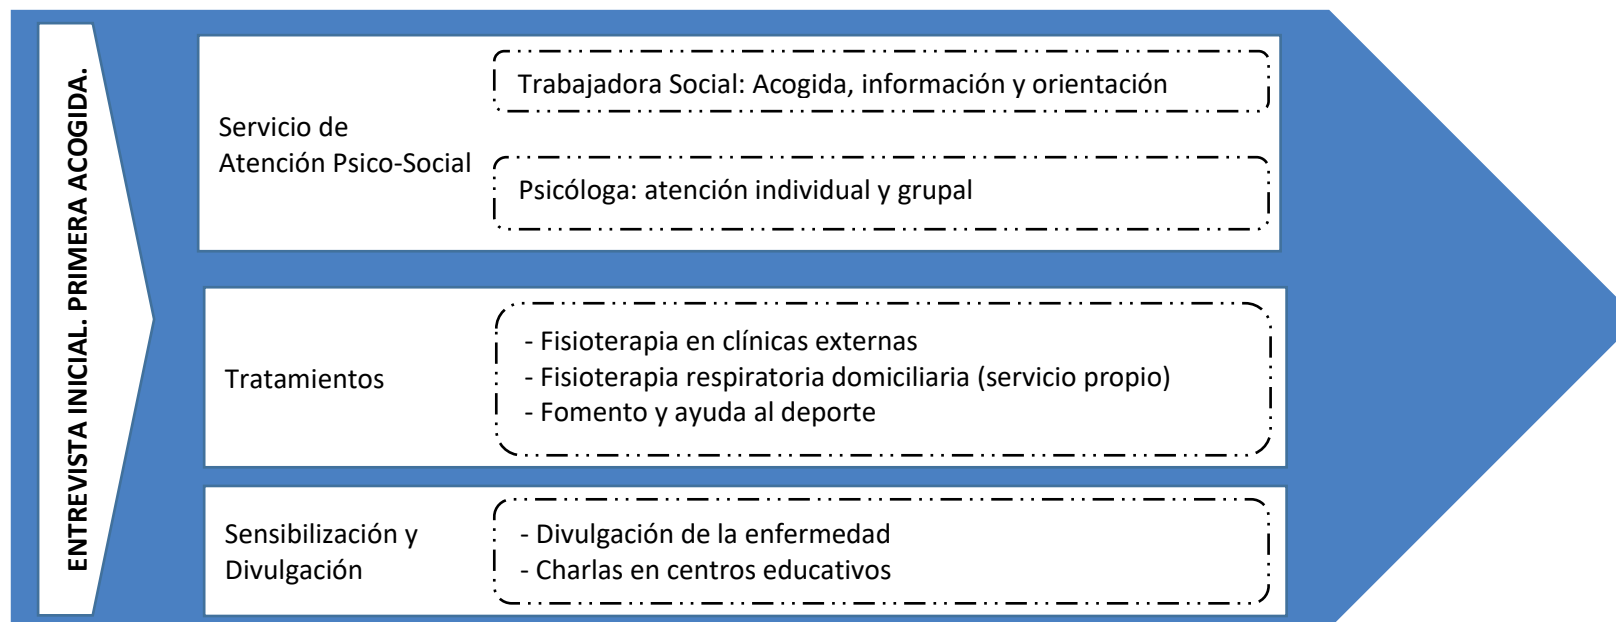 ENTREVISTA INICIAL. PRIMERA ACOGIDA.
Servicio de
Atención Psico-Social
Trabajadora Social: Acogida, información y orientación
Psicóloga: atención individual y grupal
Tratamientos
- Fisioterapia en clínicas externas
- Fisioterapia respiratoria domiciliaria (servicio propio)
- Fomento y ayuda al deporte
Sensibilización y
Divulgación
- Divulgación de la enfermedad
- Charlas en centros educativos